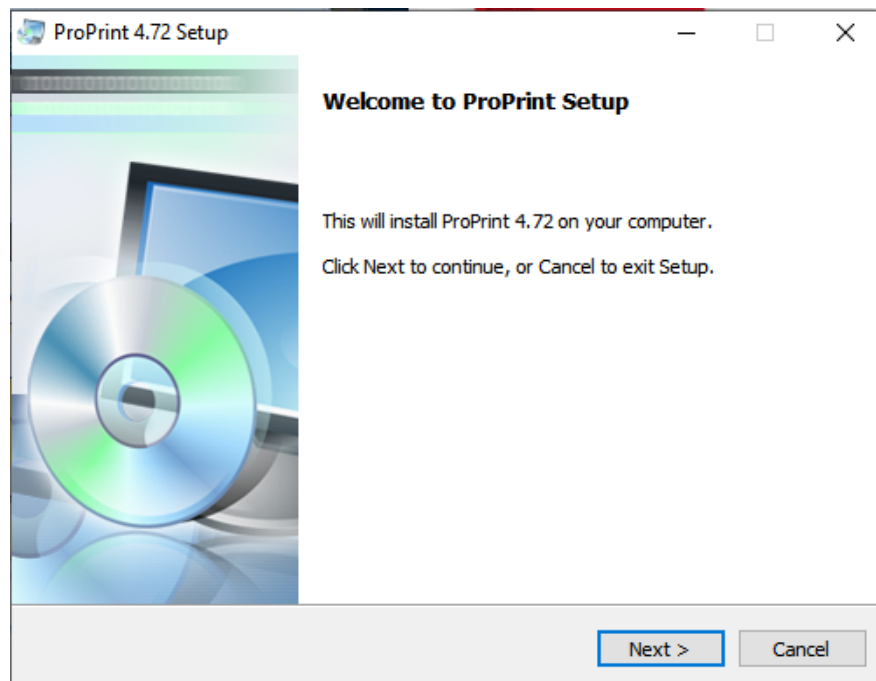 ProPrint 4.72 Setup
Welcome to ProPrint Setup
This will install ProPrint 4.72 on your computer.
Click Next to continue, or Cancel to exit Setup.
Next >
Cancel